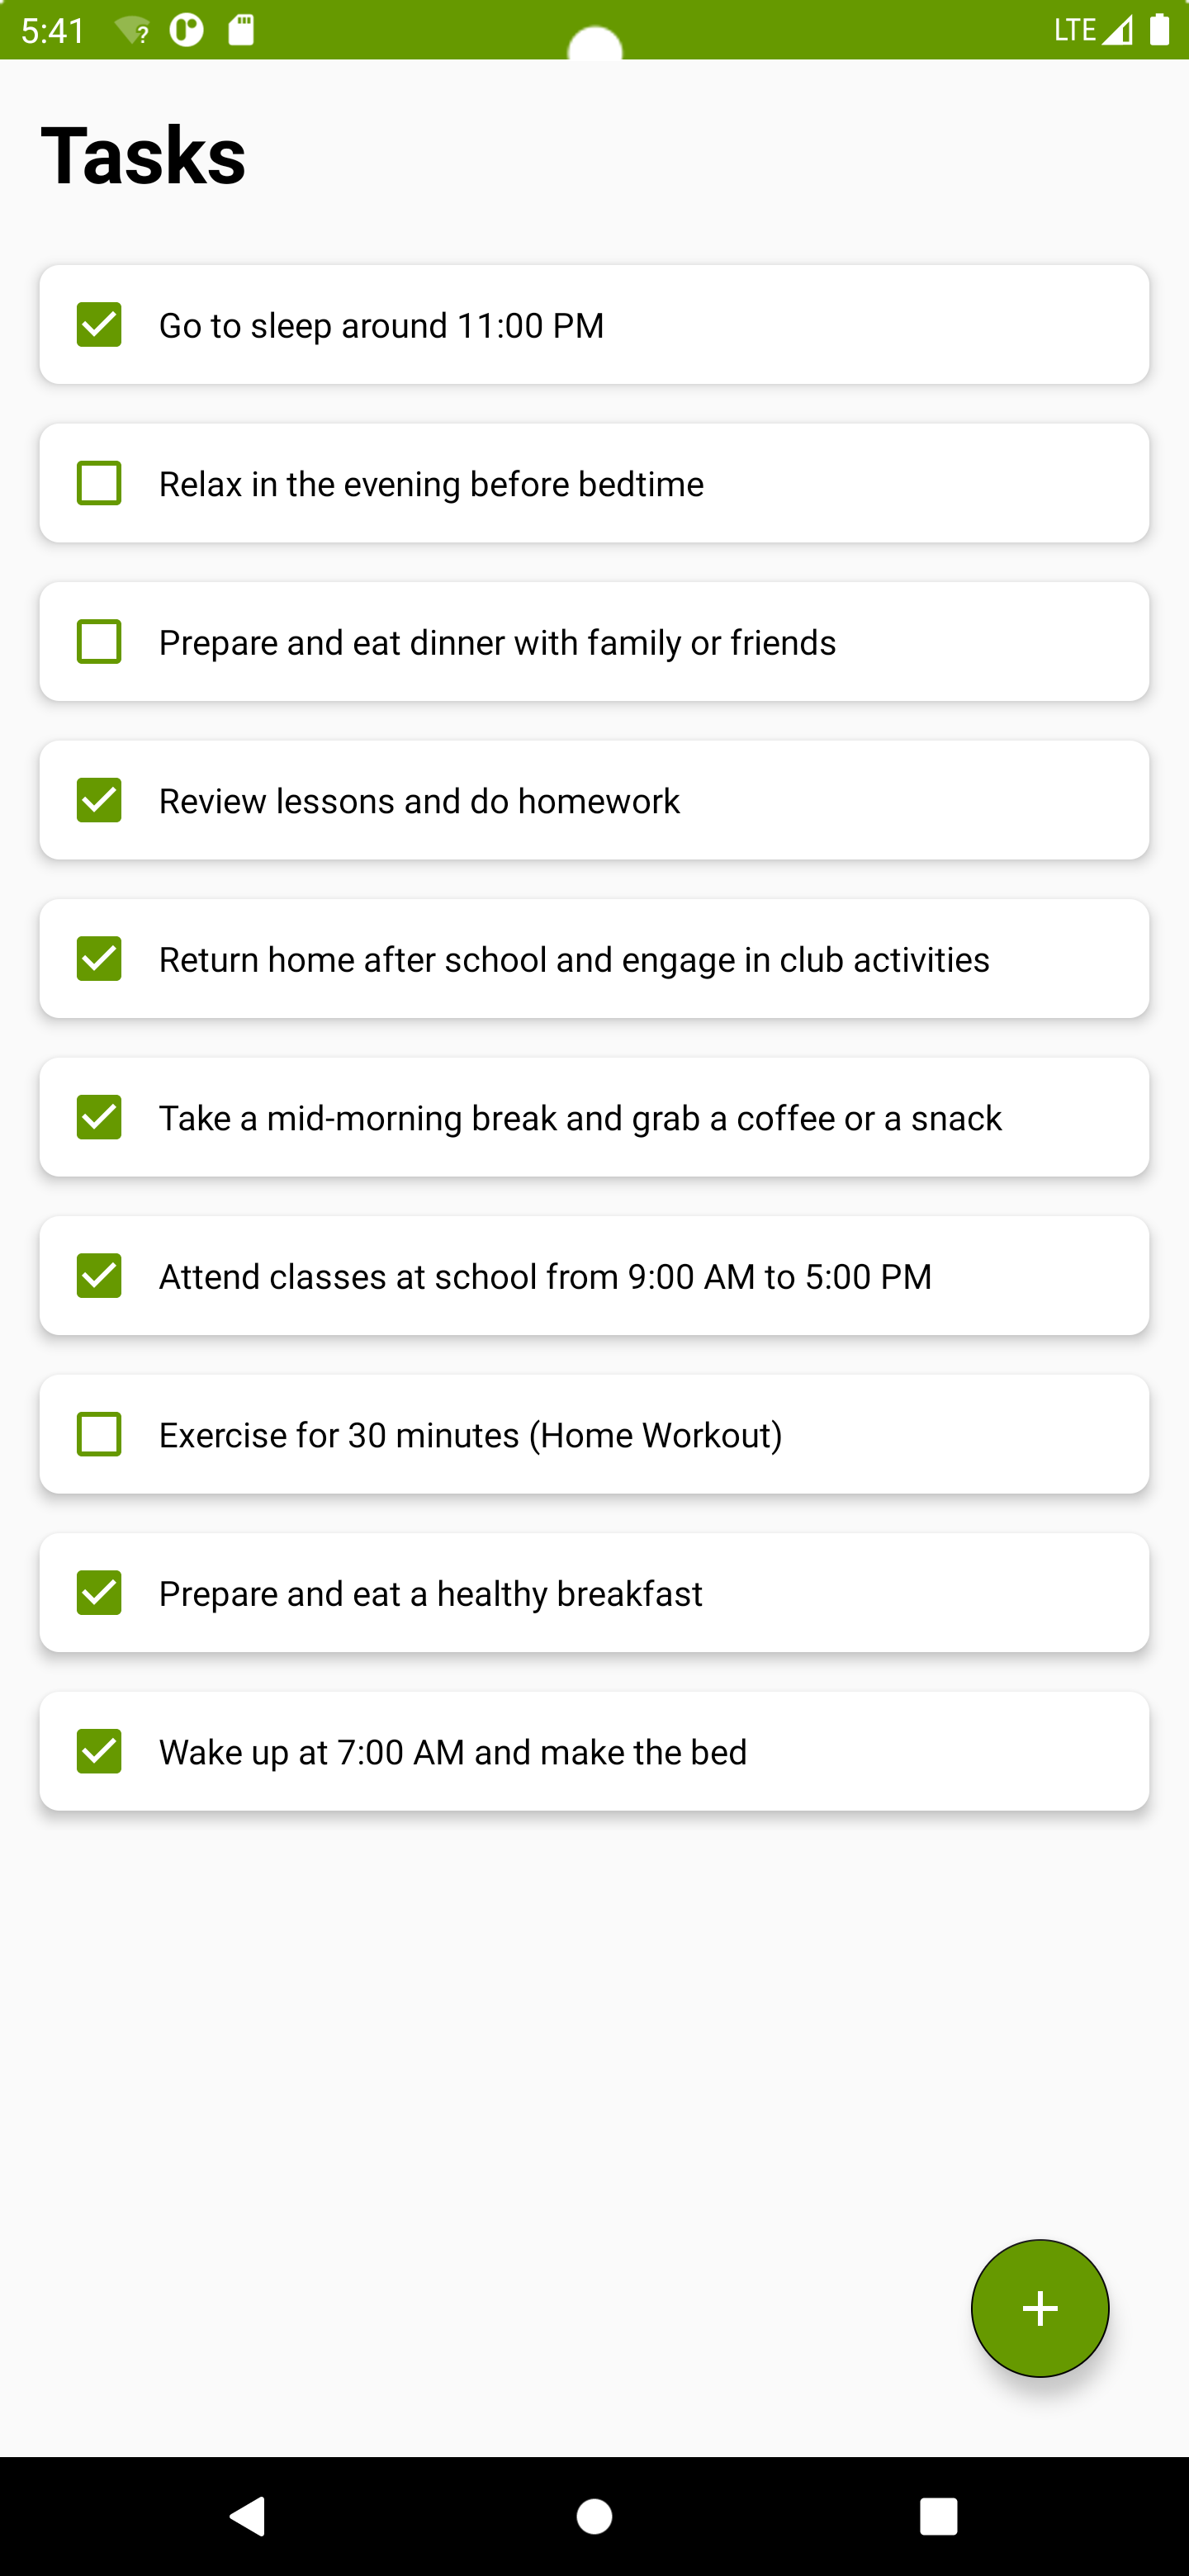 5:41
LTE
Tasks
Go to sleep around 11:00 PM
Relax in the evening before bedtime
Prepare and eat dinner with family or friends
Review lessons and do homework
Return home after school and engage in club activities
Take a mid-morning break and grab a coffee or a snack
Attend classes at school from 9:00 AM to 5:00 PM
Exercise for 30 minutes (Home Workout)
Prepare and eat a healthy breakfast
Wake up at 7:00 AM and make the bed